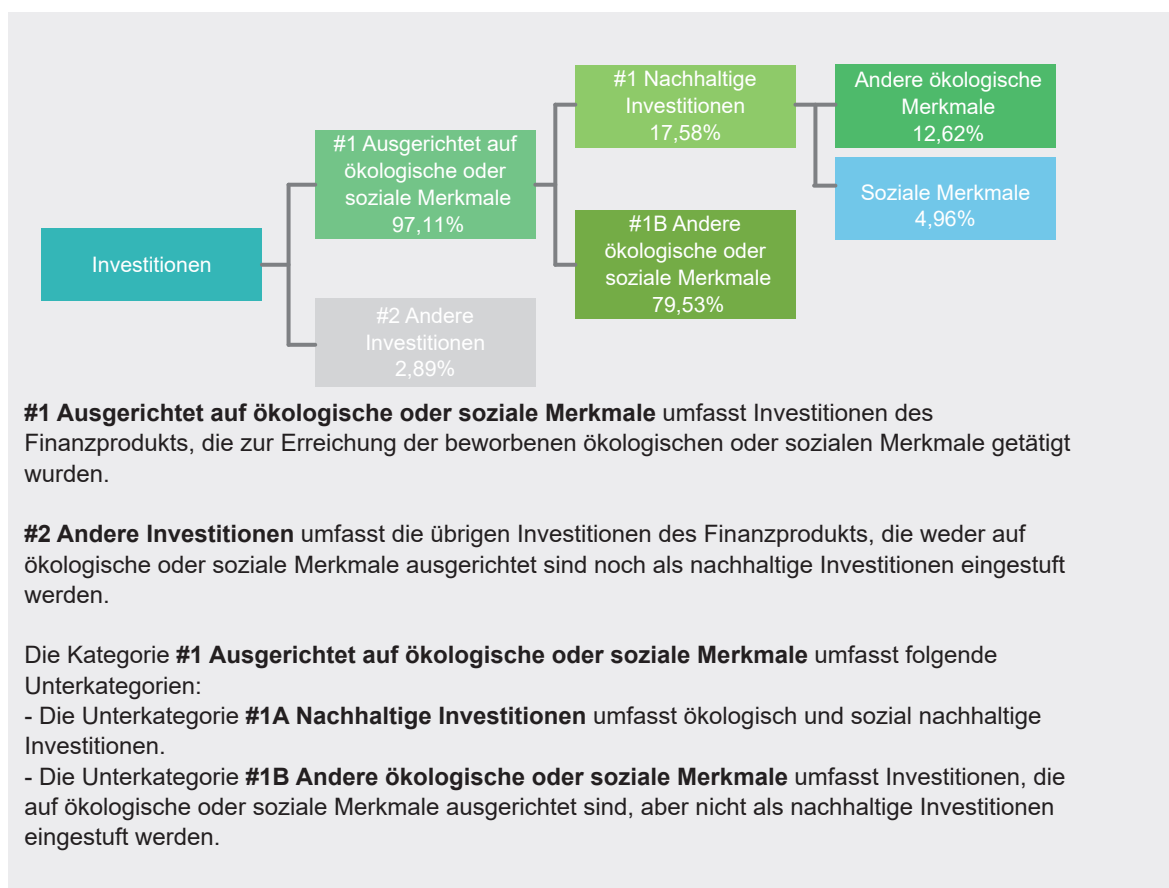 #1 Nachhaltige
Investitionen
17,58%
Andere ökologische
Merkmale
12,62%
#1 Ausgerichtet auf
ökologische oder
soziale Merkmale
97,11%
Soziale Merkmale
4,96%
#1B Andere
ökologische oder
soziale Merkmale
79,53%
Investitionen
#2 Andere
Investitionen
2,89%
#1 Ausgerichtet auf ökologische oder soziale Merkmale umfasst Investitionen des
Finanzprodukts, die zur Erreichung der beworbenen ökologischen oder sozialen Merkmale getätigt
wurden.
#2 Andere Investitionen umfasst die übrigen Investitionen des Finanzprodukts, die weder auf
ökologische oder soziale Merkmale ausgerichtet sind noch als nachhaltige Investitionen eingestuft
werden.
Die Kategorie #1 Ausgerichtet auf ökologische oder soziale Merkmale umfasst folgende
Unterkategorien:
- Die Unterkategorie #1A Nachhaltige Investitionen umfasst ökologisch und sozial nachhaltige
Investitionen.
- Die Unterkategorie #1B Andere ökologische oder soziale Merkmale umfasst Investitionen, die
auf ökologische oder soziale Merkmale ausgerichtet sind, aber nicht als nachhaltige Investitionen
eingestuft werden.